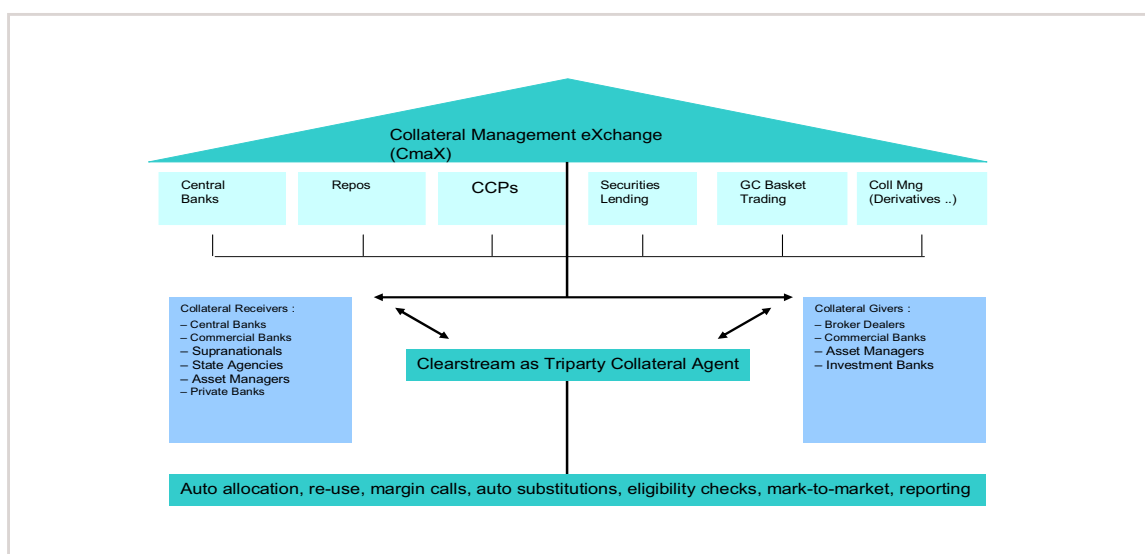 Collateral Management eXchange
(CmaX)
Central
Banks
Repos
CCPs
Securities
Lending
GC Basket
Trading
Coll Mng
(Derivatives ..)
Collateral Receivers :
– Central Banks
– Commercial Banks
– Supranationals
– State Agencies
– Asset Managers
– Private Banks
Clearstream as Triparty Collateral Agent
Collateral Givers :
– Broker Dealers
– Commercial Banks
– Asset Managers
– Investment Banks
Auto allocation, re-use, margin calls, auto substitutions, eligibility checks, mark-to-market, reporting